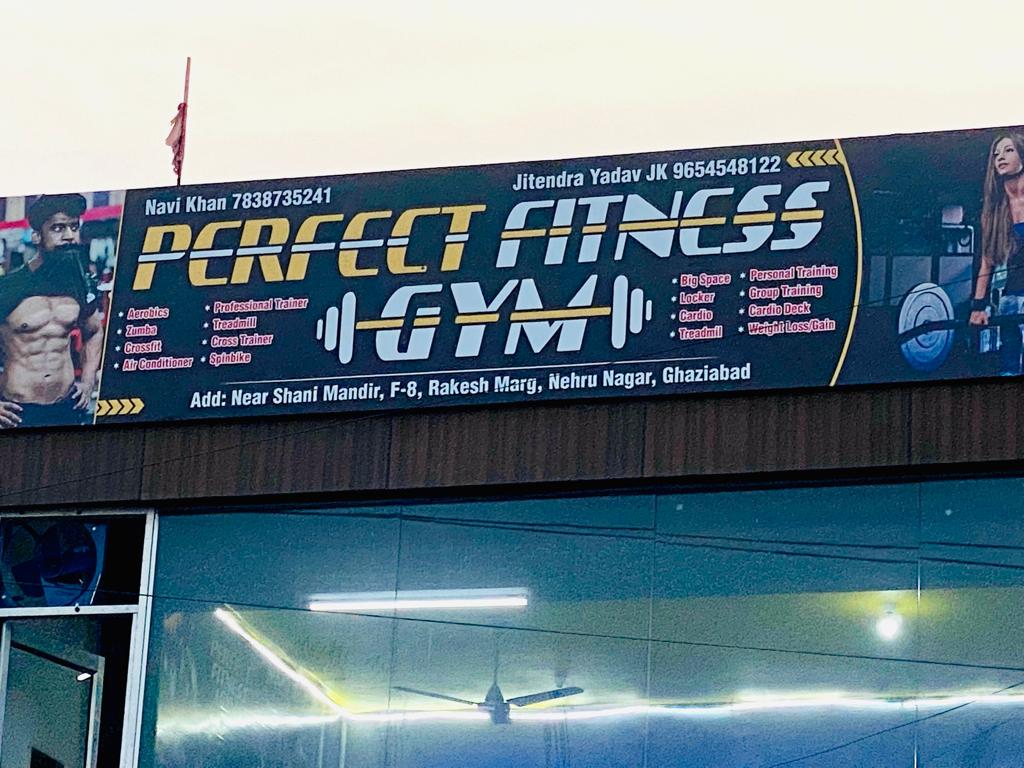 Navi Khan 7838735241
Jitendra Yadav JK 9654548122
PERFECT FITNESS
GYM
* Aerobics
* Zumba
* Crossfit
* Air Conditioner
* Professional Trainer
* Treadmill
* Cross Trainer
* Spinbike
* Big Space
* Locker
* Cardio
* Treadmil
* Personal Training
* Group Training
* Cardio Deck
* Weight Loss/Gain
Add: Near Shani Mandir, F-8, Rakesh Marg, Nehru Nagar, Ghaziabad